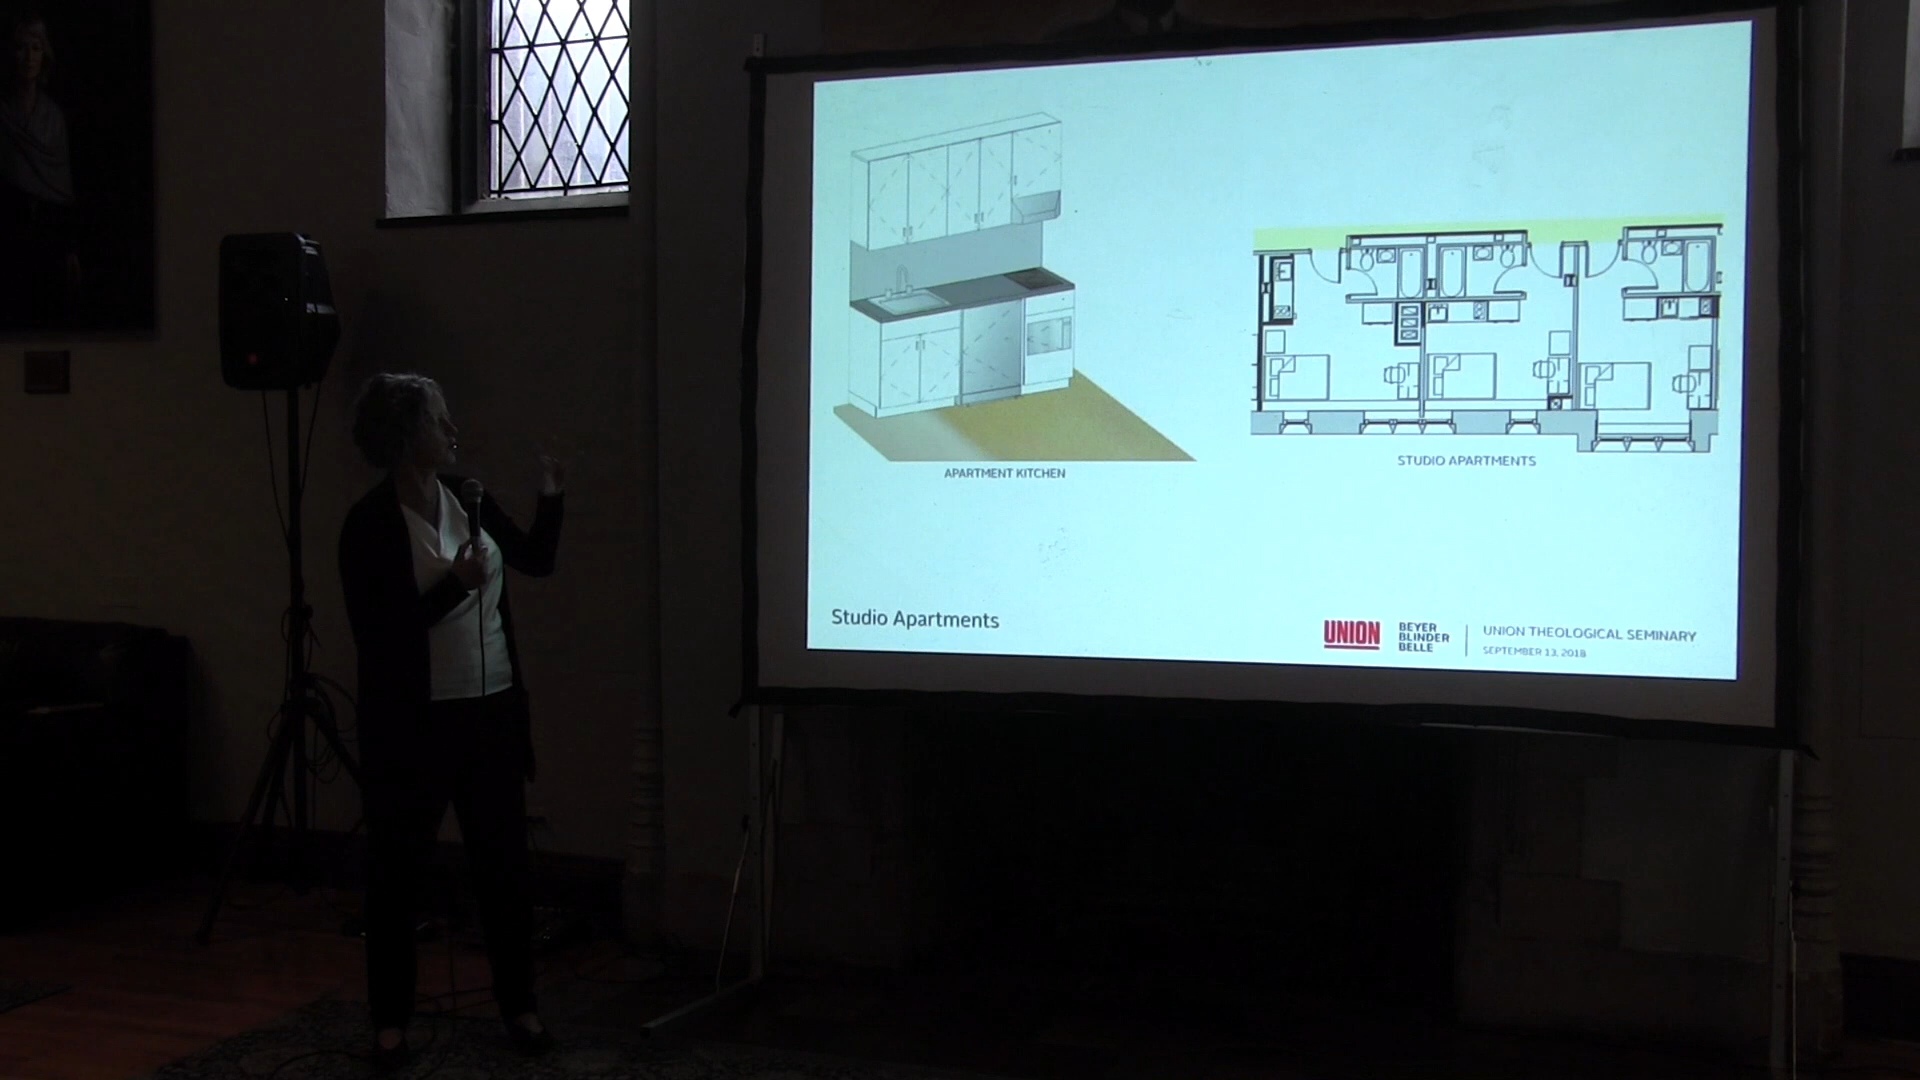 APARTMENT KITCHEN
STUDIO APARTMENTS
Studio Apartments
UNION
BEYER
BLINDER
BELLE
UNION THEOLOGICAL SEMINARY
SEPTEMBER 13, 2018